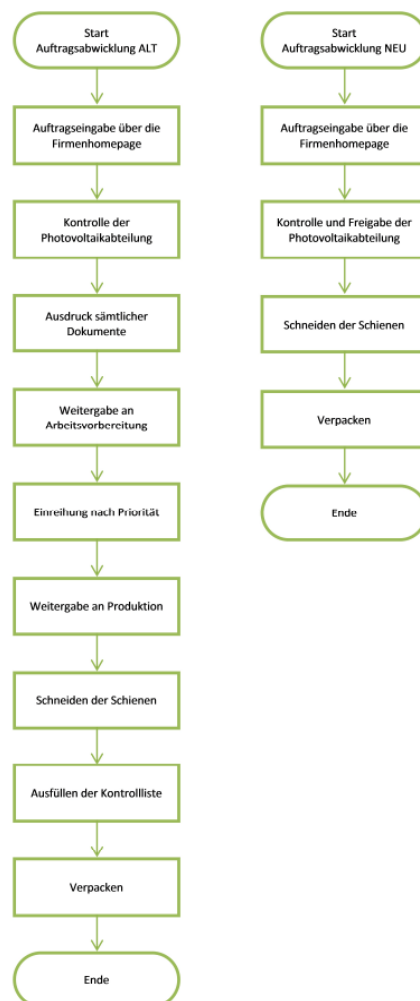 Start
Auftragsabwicklung ALT
Auftragseingabe über die
Firmenhomepage
Kontrolle der
Photovoltaikabteilung
Ausdruck sämtlicher
Dokumente
Weitergabe an
Arbeitsvorbereitung
Einreihung nach Priorität
Weitergabe an Produktion
Schneiden der Schienen
Ausfüllen der Kontrollliste
Verpacken
Ende
Start
Auftragsabwicklung NEU
Auftragseingabe über die
Firmenhomepage
Kontrolle und Freigabe der
Photovoltaikabteilung
Schneiden der Schienen
Verpacken
Ende